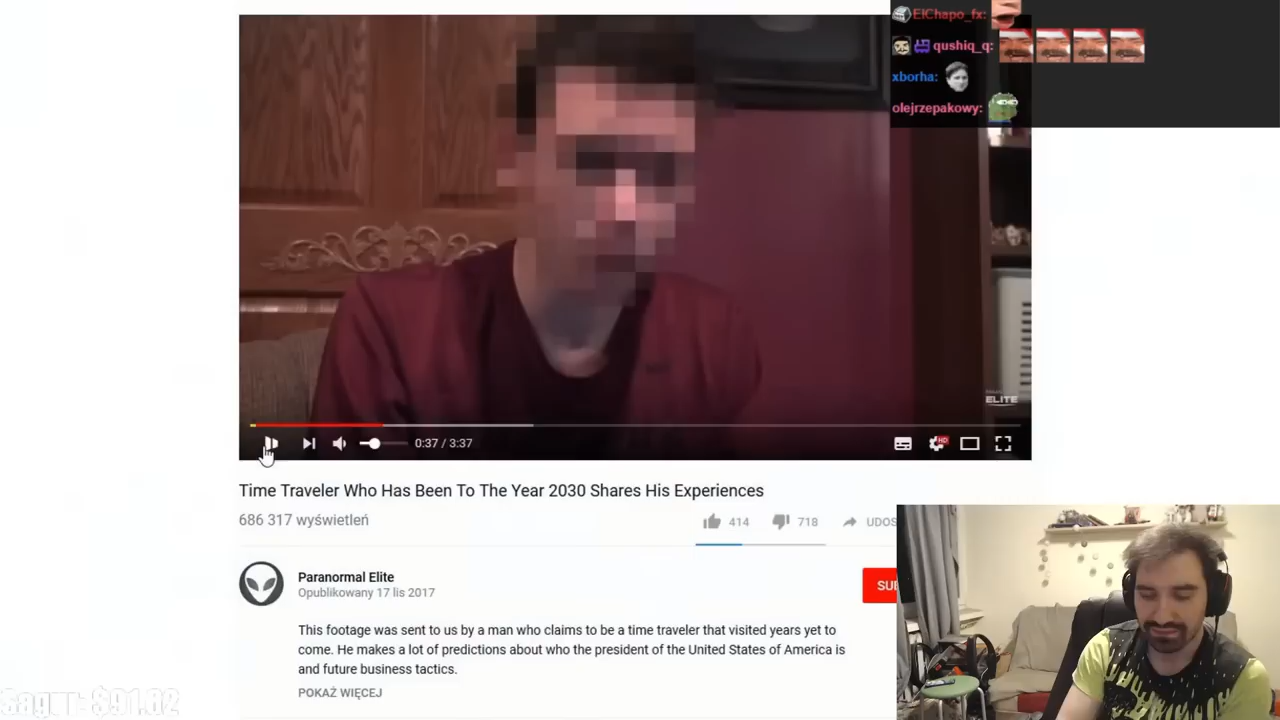 ElChapo_fx:
qushiq_q:
xborha:
olejrzepakowy:
ELITE
HD
0:37 / 3:37
Time Traveler Who Has Been To The Year 2030 Shares His Experiences
686 317 wyświetleń
414
718
UDOS
Paranormal Elite
Opublikowany 17 lis 2017
SU
This footage was sent to us by a man who claims to be a time traveler that visited years yet to
come. He makes a lot of predictions about who the president of the United States of America is
and future business tactics.
POKAŻ WIĘCEJ